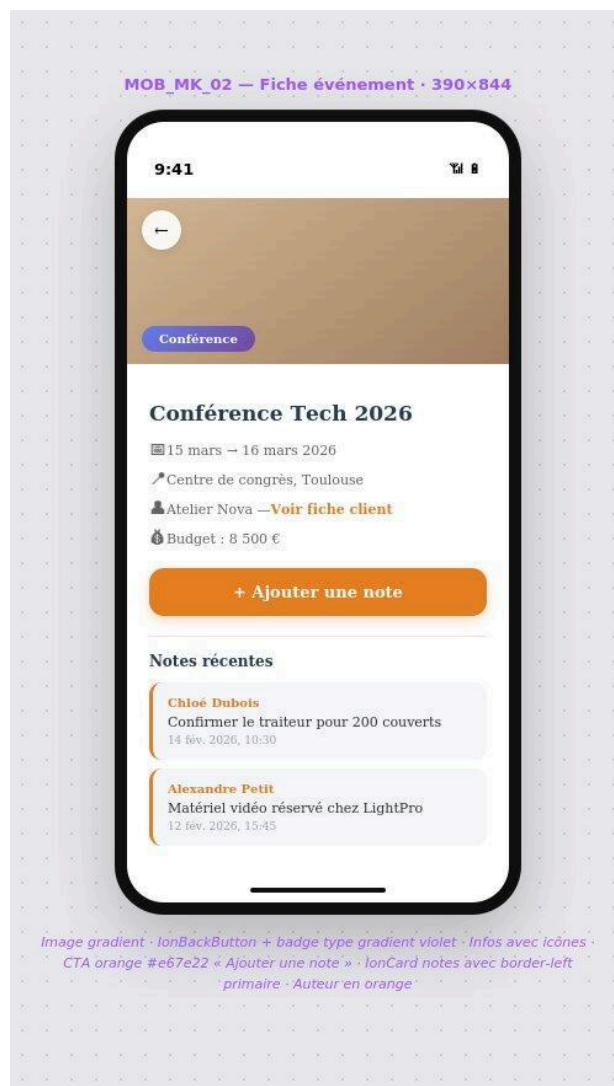 MOB_MK_02 — Fiche événement · 390×844
9:41
←
Conférence
Conférence Tech 2026
15 mars → 16 mars 2026
Centre de congrès, Toulouse
Atelier Nova —Voir fiche client
Budget : 8 500 €
+ Ajouter une note
Notes récentes
Chloé Dubois
Confirmer le traiteur pour 200 couverts
14 fév. 2026, 10:30
Alexandre Petit
Matériel vidéo réservé chez LightPro
12 fév. 2026, 15:45
Image gradient · IonBackButton + badge type gradient violet · Infos avec icônes ·
CTA orange #e67e22 « Ajouter une note » · IonCard notes avec border-left
primaire · Auteur en orange